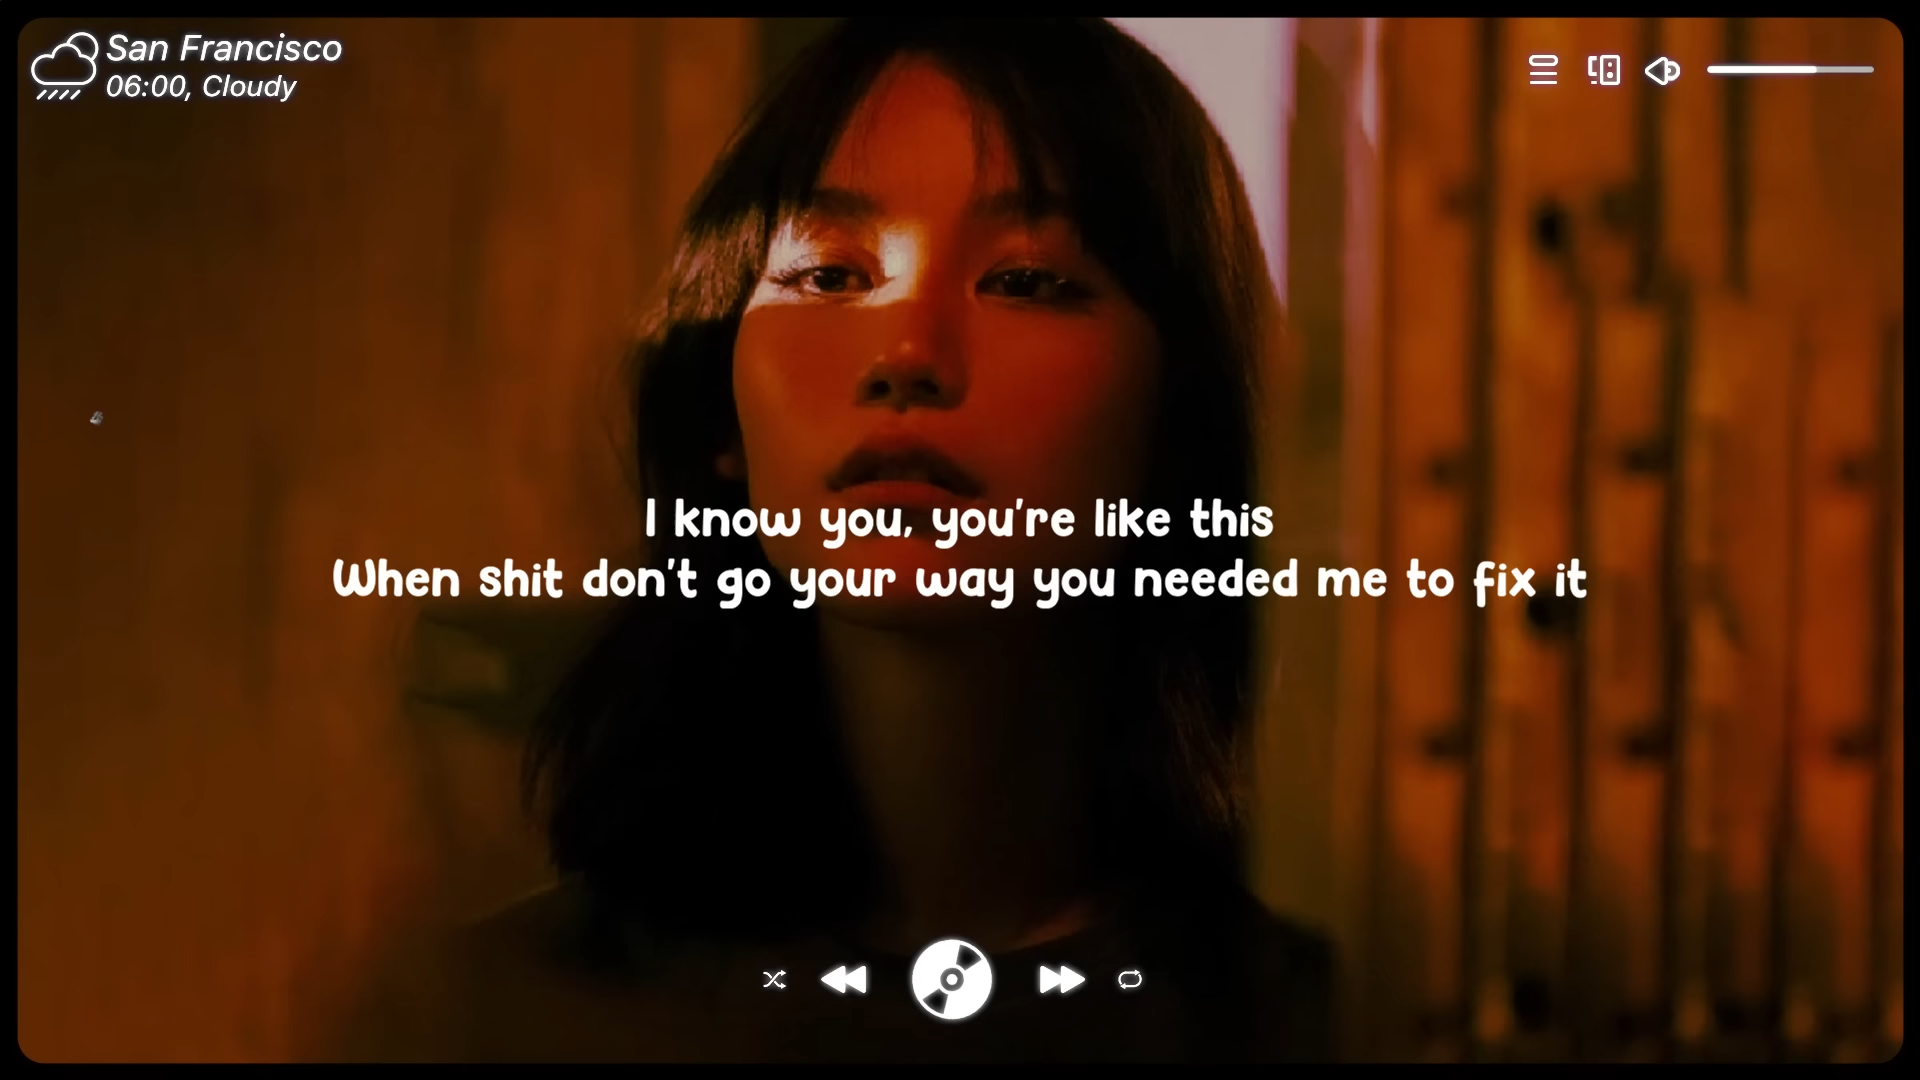 San Francisco
06:00, Cloudy
I know you, you're like this
When shit don't go your way you needed me to fix it